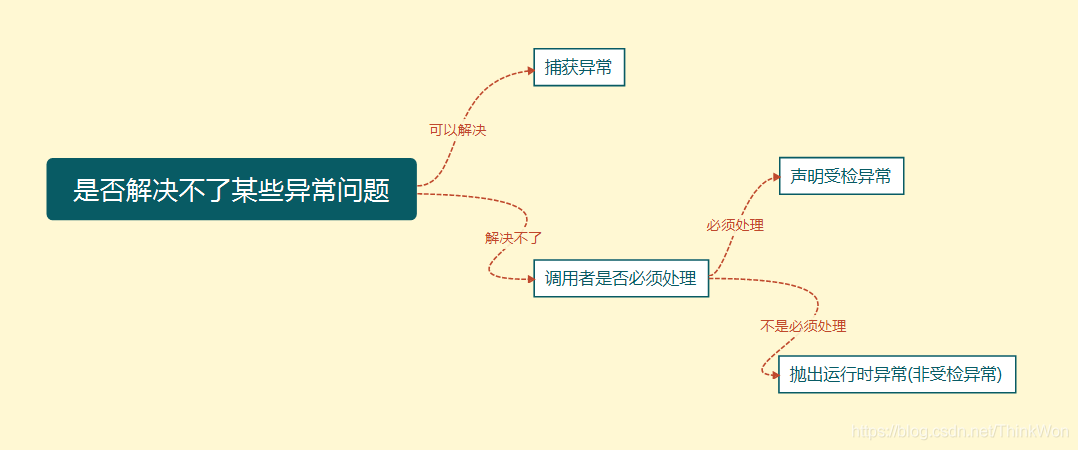 捕获异常
可以解决
是否解决不了某些异常问题
声明受检异常
必须处理
解决不了
调用者是否必须处理
不是必须处理
抛出运行时异常(非受检异常)
https://blog.csdn.net/ThinkWon